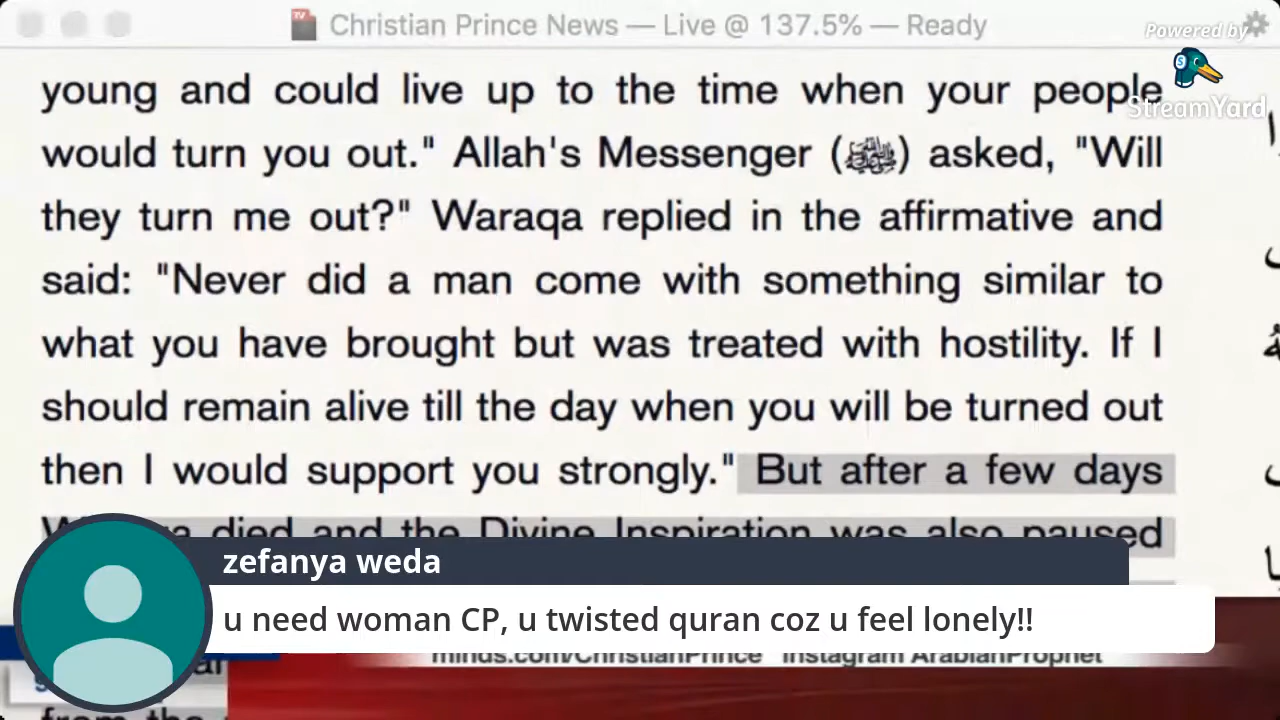 Christian Prince News — Live @ 137.5% — Ready
Powered by
StreamYard
young and could live up to the time when your people
would turn you out." Allah's Messenger (ﷺ) asked, "Will
they turn me out?" Waraqa replied in the affirmative and
said: "Never did a man come with something similar to
what you have brought but was treated with hostility. If I
should remain alive till the day when you will be turned out
then I would support you strongly." But after a few days
died and the Divine Inspiration was also paused
zefanya weda
u need woman CP, u twisted quran coz u feel lonely!!
minds.com/ChristianPrince Instagram ArabianProphet
from the